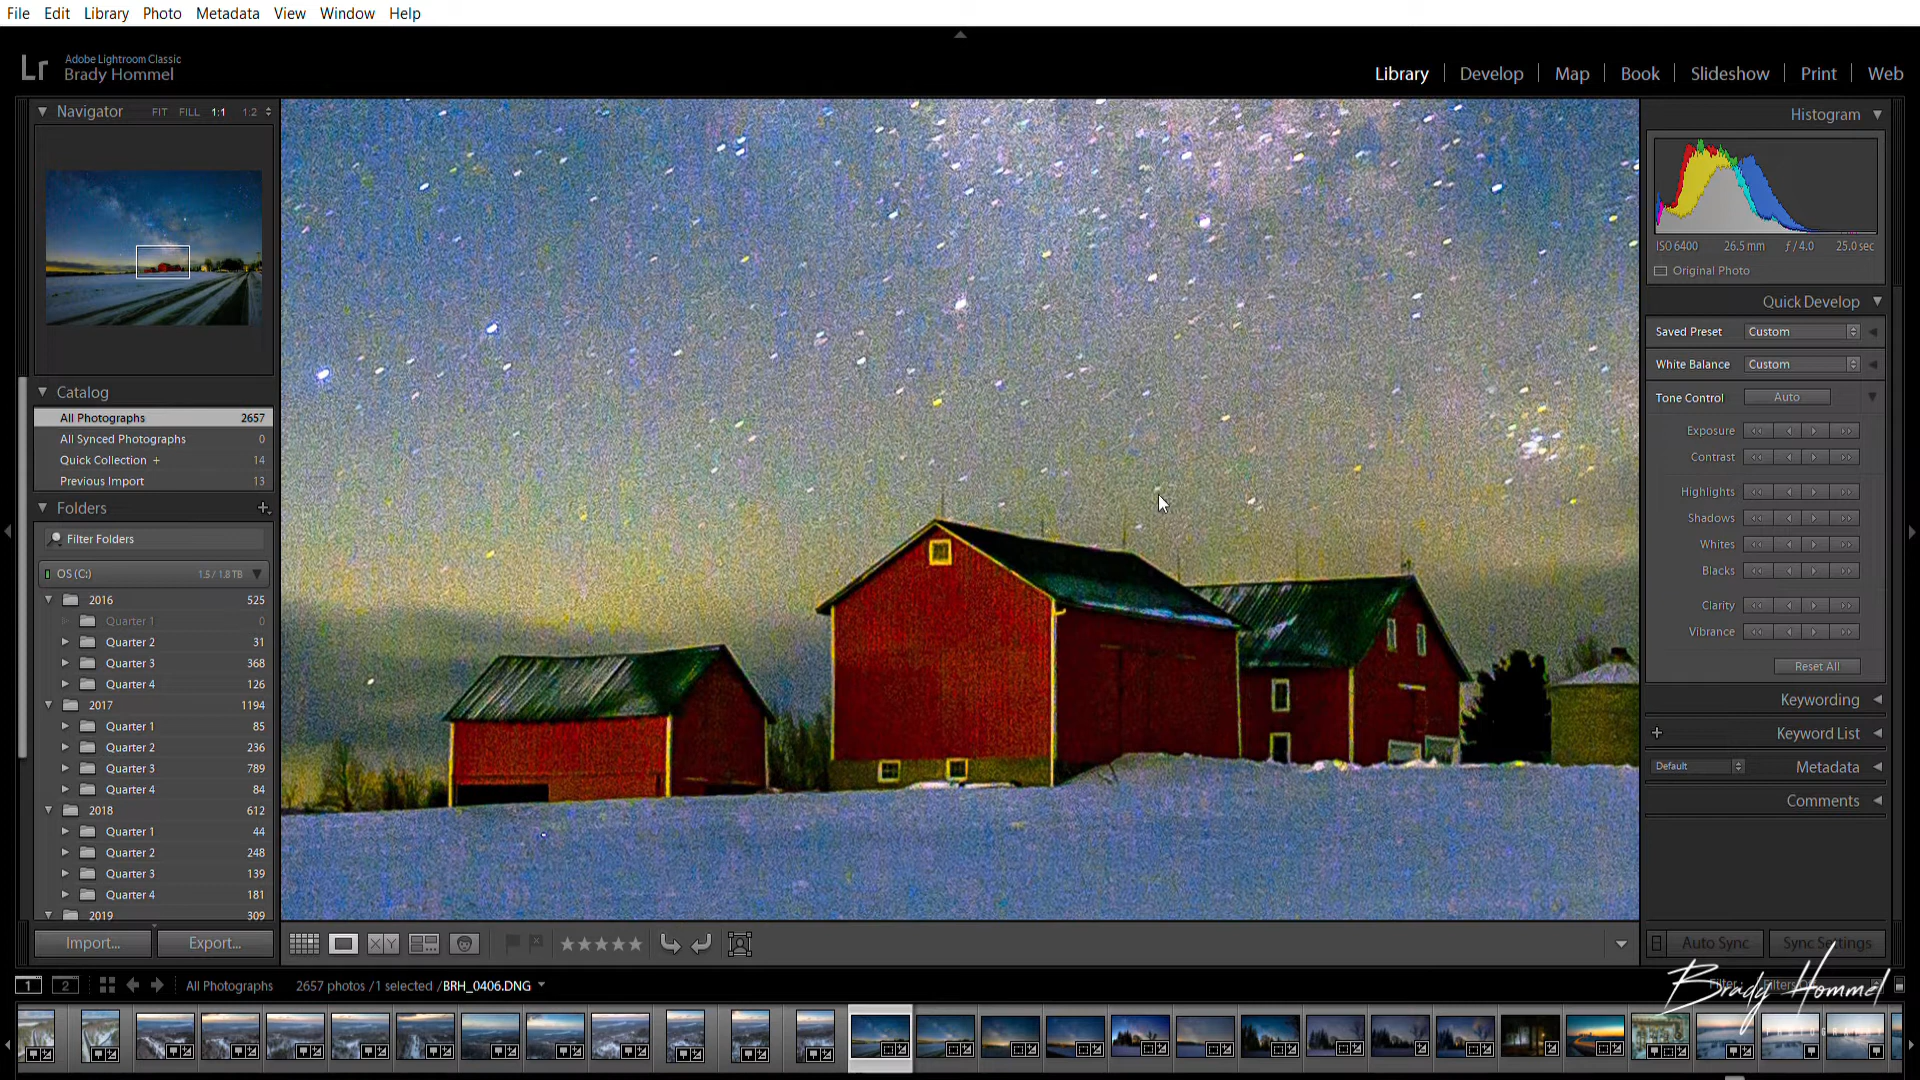 File Edit Library Photo Metadata View Window Help
Lr Adobe Lightroom Classic
Brady Hommel
Library Develop Map Book Slideshow Print Web
Navigator FIT FILL 1:1 1:2
Catalog
All Photographs 2657
All Synced Photographs 0
Quick Collection + 14
Previous Import 13
Folders
Filter Folders
OS (C:) 1.5 / 1.8 TB
2016 525
Quarter 1 0
Quarter 2 31
Quarter 3 368
Quarter 4 126
2017 1194
Quarter 1 85
Quarter 2 236
Quarter 3 789
Quarter 4 84
2018 612
Quarter 1 44
Quarter 2 248
Quarter 3 139
Quarter 4 181
2019 309
Import... Export...
Histogram
ISO 6400 26.5 mm ƒ / 4.0 25.0 sec
Original Photo
Quick Develop
Saved Preset Custom
White Balance Custom
Tone Control Auto
Exposure
Contrast
Highlights
Shadows
Whites
Blacks
Clarity
Vibrance
Reset All
Keywording
Keyword List
Default Metadata
Comments
XY
Auto Sync Sync Settings
1 2 All Photographs 2657 photos / 1 selected / BRH_0406.DNG
Filter:
Brady Hommel